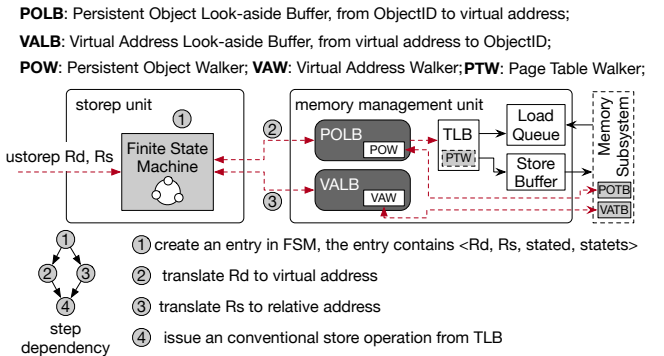 POLB: Persistent Object Look-aside Buffer, from ObjectID to virtual address;
VALB: Virtual Address Look-aside Buffer, from virtual address to ObjectID;
POW: Persistent Object Walker; VAW: Virtual Address Walker; PTW: Page Table Walker;
storep unit
1
ustorep Rd, Rs
Finite State
Machine
2
3
memory management unit
POLB
POW
VALB
VAW
TLB
PTW
Load
Queue
Store
Buffer
Memory
Subsystem
POTB
VATB
1
2
3
4
step
dependency
1 create an entry in FSM, the entry contains <Rd, Rs, stated, statets>
2 translate Rd to virtual address
3 translate Rs to relative address
4 issue an conventional store operation from TLB